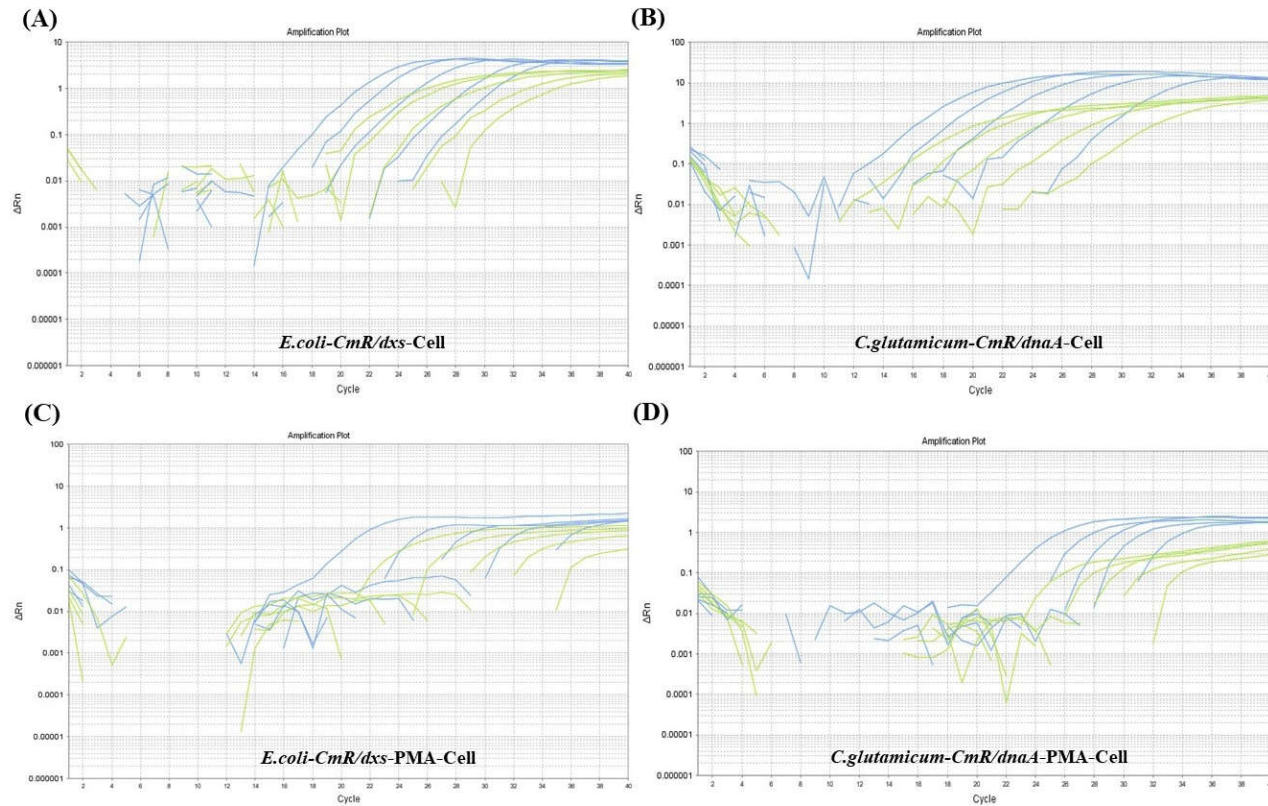 (A)
Amplification Plot
10
1
0.1
0.01
ΔRn
0.001
0.0001
0.00001
0.000001
E.coli-CmR/dxs-Cell
2 4 6 8 10 12 14 16 18 20 22 24 26 28 30 32 34 36 38 40
Cycle
(B)
Amplification Plot
100
10
1
0.1
0.01
ΔRn
0.001
0.0001
0.00001
0.000001
C.glutamicum-CmR/dnaA-Cell
2 4 6 8 10 12 14 16 18 20 22 24 26 28 30 32 34 36 38
Cycle
(C)
Amplification Plot
100
10
1
0.1
ΔRn
0.01
0.001
0.0001
0.00001
0.000001
E.coli-CmR/dxs-PMA-Cell
2 4 6 8 10 12 14 16 18 20 22 24 26 28 30 32 34 36 38 40
Cycle
(D)
Amplification Plot
100
10
1
0.1
ΔRn
0.01
0.001
0.0001
0.00001
0.000001
C.glutamicum-CmR/dnaA-PMA-Cell
2 4 6 8 10 12 14 16 18 20 22 24 26 28 30 32 34 36 38
Cycle